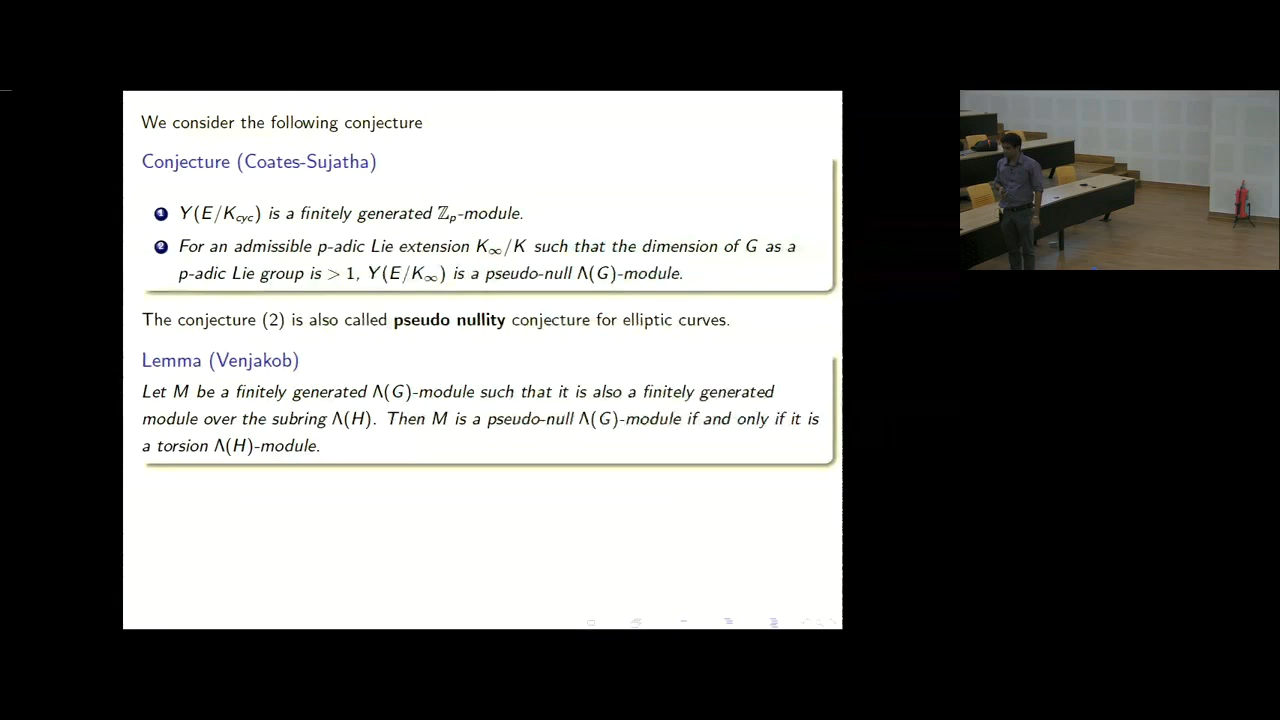 We consider the following conjecture
Conjecture (Coates-Sujatha)
1 Y(E/K_cyc) is a finitely generated ℤ_p-module.
2 For an admissible p-adic Lie extension K_∞/K such that the dimension of G as a
p-adic Lie group is > 1, Y(E/K_∞) is a pseudo-null Λ(G)-module.
The conjecture (2) is also called pseudo nullity conjecture for elliptic curves.
Lemma (Venjakob)
Let M be a finitely generated Λ(G)-module such that it is also a finitely generated
module over the subring Λ(H). Then M is a pseudo-null Λ(G)-module if and only if it is
a torsion Λ(H)-module.